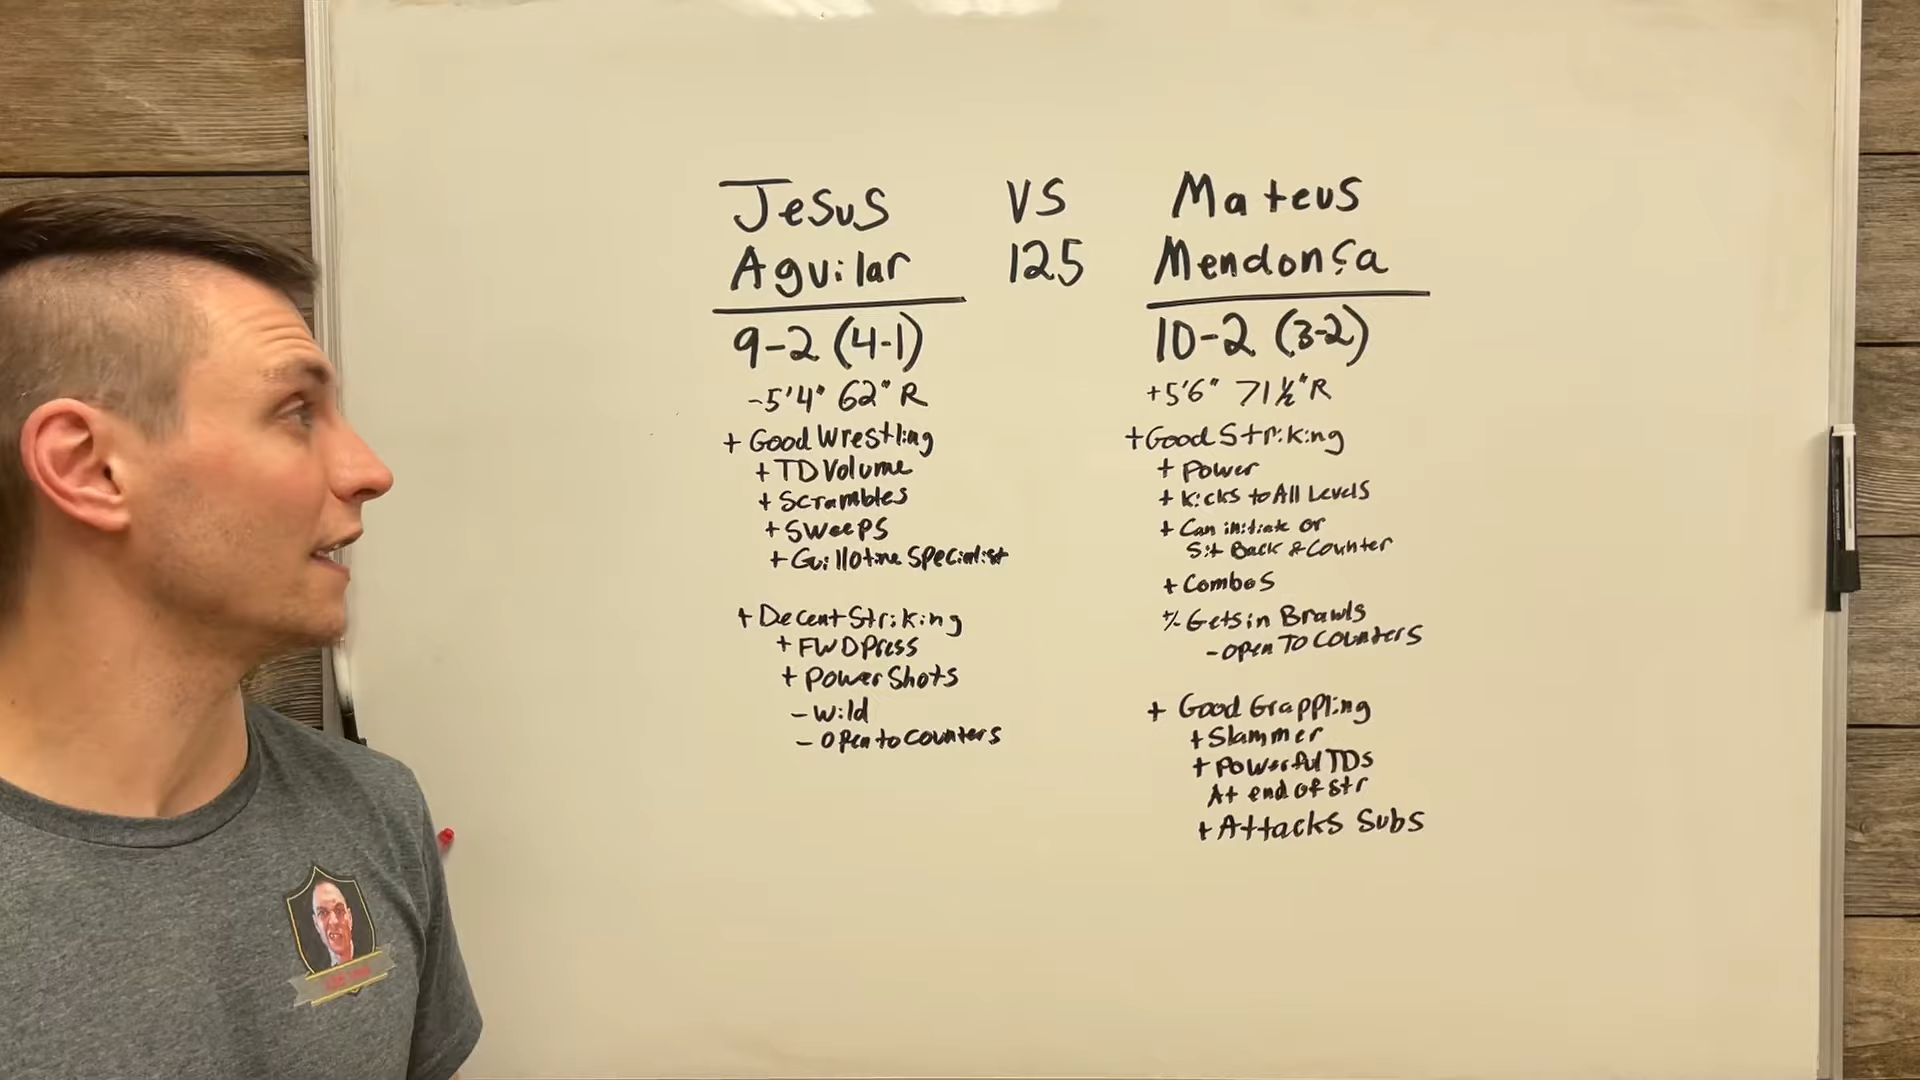 Jesus
Aguilar
9-2 (4-1)
-5'4" 62" R
+ Good Wrestling
+ TD Volume
+ Scrambles
+ Sweeps
+ Guillotine Specialist
+ Decent Striking
+ FWD Press
+ Power Shots
- Wild
- Open to Counters
VS
125
Mateus
Mendonça
10-2 (3-2)
+5'6" 71½" R
+ Good Striking
+ Power
+ Kicks to All Levels
+ Can initiate or
Sit Back & Counter
+ Combos
+/- Gets in Brawls
- Open To Counters
+ Good Grappling
+ Slammer
+ Powerful TDs
At end of Str
+ Attacks Subs